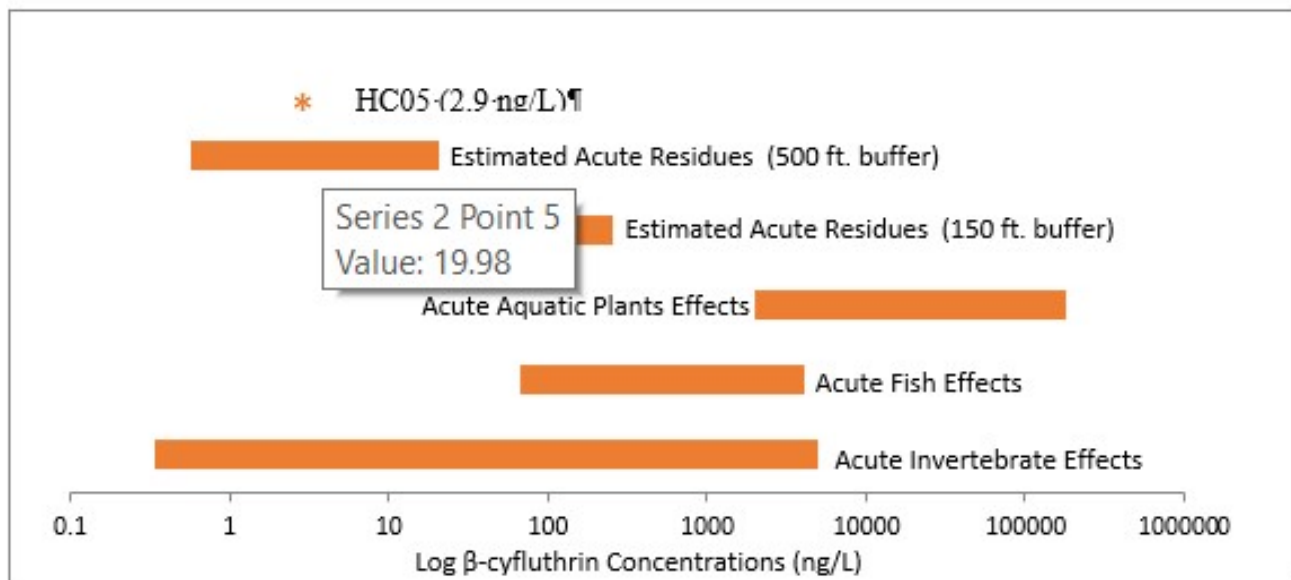 * HC05·(2.9·ng/L)¶
Estimated Acute Residues (500 ft. buffer)
Series 2 Point 5
Value: 19.98
Estimated Acute Residues (150 ft. buffer)
Acute Aquatic Plants Effects
Acute Fish Effects
Acute Invertebrate Effects
0.1 1 10 100 1000 10000 100000 1000000
Log β-cyfluthrin Concentrations (ng/L)